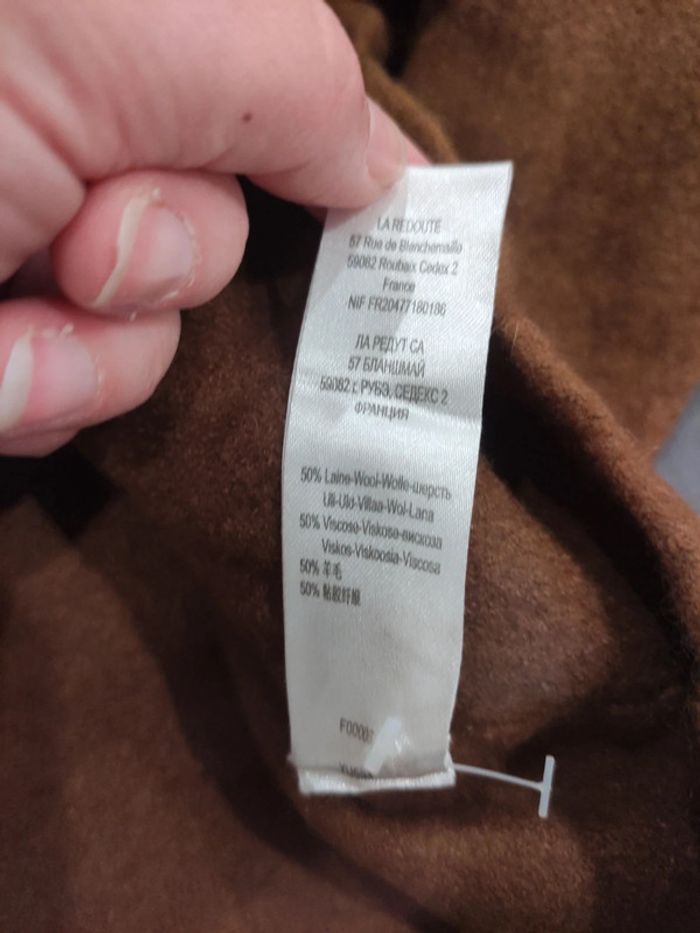 LA REDOUTE
57 Rue de Blanchemaille
59082 Roubaix Cedex 2
France
NIF FR20477180186
ЛА РЕДУТ СА
57 БЛАНШМАЙ
59082 г. РУБЭ, СЕДЕКС 2
ФРАНЦИЯ
50% Laine-Wool-Wolle-шерсть
Ull-Uld-Villaa-Wol-Lana
50% Viscose-Viskose-вискоза
Viskos-Viskoosia-Viscosa
50% 羊毛
50% 粘胶纤维